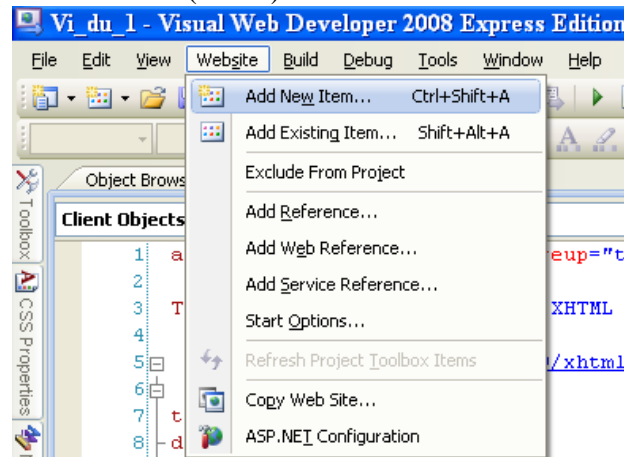 Vi_du_1 - Visual Web Developer 2008 Express Edition
File Edit View Website Build Debug Tools Window Help
Add New Item... Ctrl+Shift+A
Add Existing Item... Shift+Alt+A
Exclude From Project
Add Reference...
Add Web Reference...
Add Service Reference...
Start Options...
Refresh Project Toolbox Items
Copy Web Site...
ASP.NET Configuration
Object Brows
Client Objects
Toolbox
CSS Properties
1 a eup="t
2
3 T XHTML
4
5 /xhtml
6
7 t
8 d